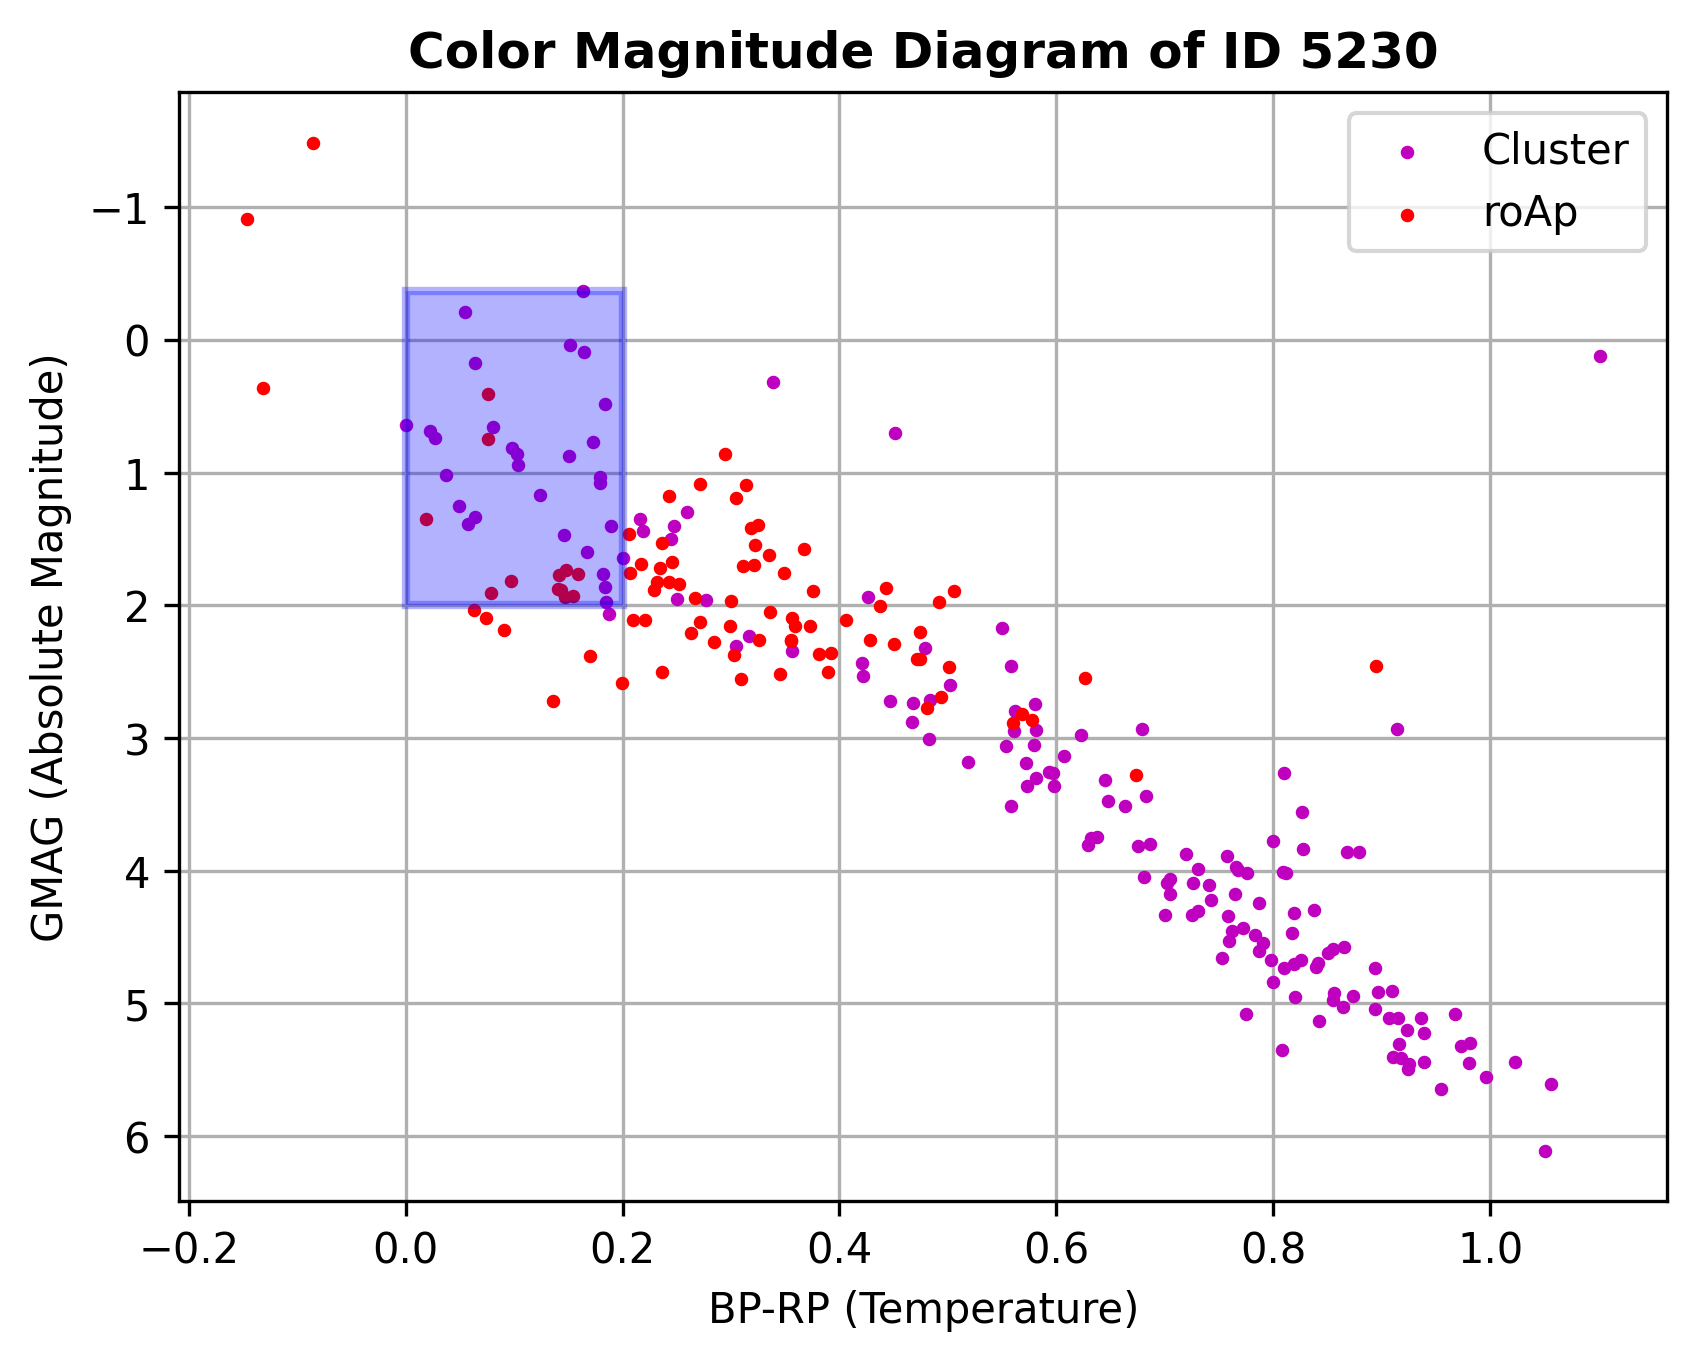 Color Magnitude Diagram of ID 5230
Cluster
roAp
−1
0
1
2
3
4
5
6
GMAG (Absolute Magnitude)
−0.2 0.0 0.2 0.4 0.6 0.8 1.0
BP-RP (Temperature)